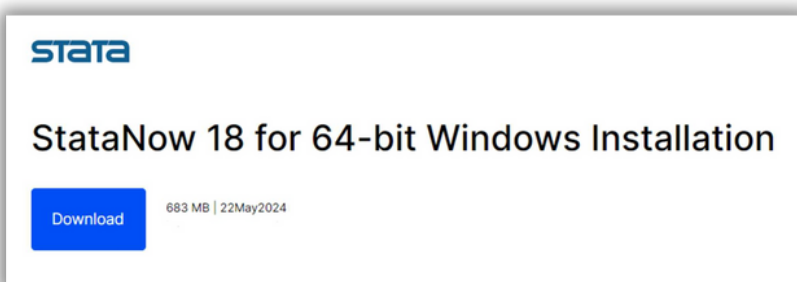 stata
StataNow 18 for 64-bit Windows Installation
Download
683 MB | 22May2024